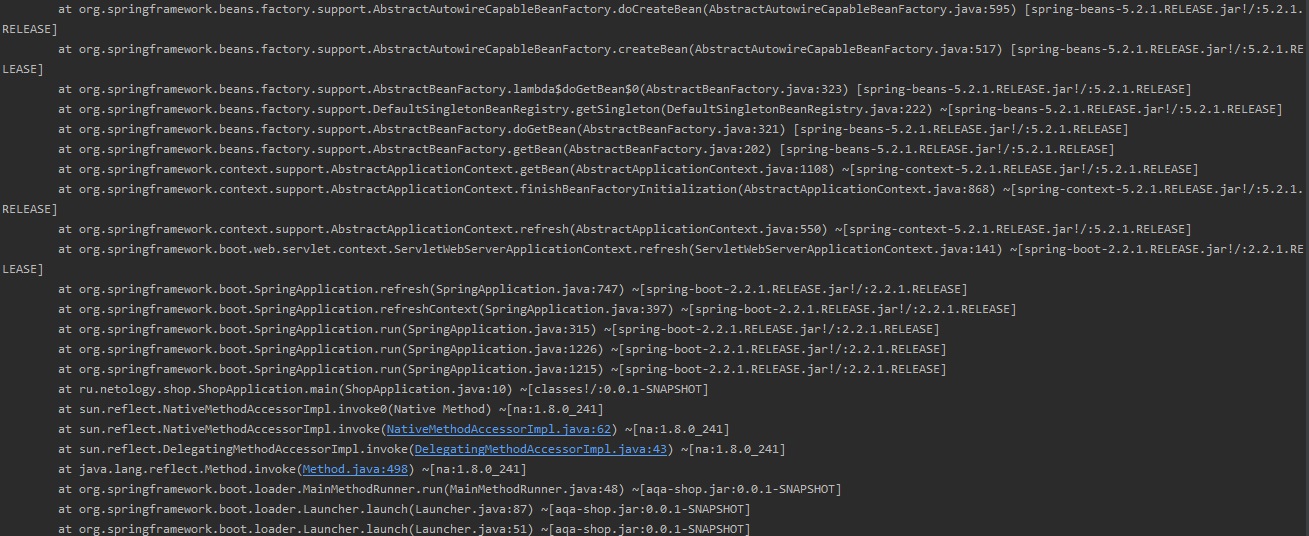 at org.springframework.beans.factory.support.AbstractAutowireCapableBeanFactory.doCreateBean(AbstractAutowireCapableBeanFactory.java:595) [spring-beans-5.2.1.RELEASE.jar!/:5.2.1.
RELEASE]
at org.springframework.beans.factory.support.AbstractAutowireCapableBeanFactory.createBean(AbstractAutowireCapableBeanFactory.java:517) [spring-beans-5.2.1.RELEASE.jar!/:5.2.1.RE
LEASE]
at org.springframework.beans.factory.support.AbstractBeanFactory.lambda$doGetBean$0(AbstractBeanFactory.java:323) [spring-beans-5.2.1.RELEASE.jar!/:5.2.1.RELEASE]
at org.springframework.beans.factory.support.DefaultSingletonBeanRegistry.getSingleton(DefaultSingletonBeanRegistry.java:222) ~[spring-beans-5.2.1.RELEASE.jar!/:5.2.1.RELEASE]
at org.springframework.beans.factory.support.AbstractBeanFactory.doGetBean(AbstractBeanFactory.java:321) [spring-beans-5.2.1.RELEASE.jar!/:5.2.1.RELEASE]
at org.springframework.beans.factory.support.AbstractBeanFactory.getBean(AbstractBeanFactory.java:202) [spring-beans-5.2.1.RELEASE.jar!/:5.2.1.RELEASE]
at org.springframework.context.support.AbstractApplicationContext.getBean(AbstractApplicationContext.java:1108) ~[spring-context-5.2.1.RELEASE.jar!/:5.2.1.RELEASE]
at org.springframework.context.support.AbstractApplicationContext.finishBeanFactoryInitialization(AbstractApplicationContext.java:868) ~[spring-context-5.2.1.RELEASE.jar!/:5.2.1.
RELEASE]
at org.springframework.context.support.AbstractApplicationContext.refresh(AbstractApplicationContext.java:550) ~[spring-context-5.2.1.RELEASE.jar!/:5.2.1.RELEASE]
at org.springframework.boot.web.servlet.context.ServletWebServerApplicationContext.refresh(ServletWebServerApplicationContext.java:141) ~[spring-boot-2.2.1.RELEASE.jar!/:2.2.1.RE
LEASE]
at org.springframework.boot.SpringApplication.refresh(SpringApplication.java:747) ~[spring-boot-2.2.1.RELEASE.jar!/:2.2.1.RELEASE]
at org.springframework.boot.SpringApplication.refreshContext(SpringApplication.java:397) ~[spring-boot-2.2.1.RELEASE.jar!/:2.2.1.RELEASE]
at org.springframework.boot.SpringApplication.run(SpringApplication.java:315) ~[spring-boot-2.2.1.RELEASE.jar!/:2.2.1.RELEASE]
at org.springframework.boot.SpringApplication.run(SpringApplication.java:1226) ~[spring-boot-2.2.1.RELEASE.jar!/:2.2.1.RELEASE]
at org.springframework.boot.SpringApplication.run(SpringApplication.java:1215) ~[spring-boot-2.2.1.RELEASE.jar!/:2.2.1.RELEASE]
at ru.netology.shop.ShopApplication.main(ShopApplication.java:10) ~[classes!/:0.0.1-SNAPSHOT]
at sun.reflect.NativeMethodAccessorImpl.invoke0(Native Method) ~[na:1.8.0_241]
at sun.reflect.NativeMethodAccessorImpl.invoke(NativeMethodAccessorImpl.java:62) ~[na:1.8.0_241]
at sun.reflect.DelegatingMethodAccessorImpl.invoke(DelegatingMethodAccessorImpl.java:43) ~[na:1.8.0_241]
at java.lang.reflect.Method.invoke(Method.java:498) ~[na:1.8.0_241]
at org.springframework.boot.loader.MainMethodRunner.run(MainMethodRunner.java:48) ~[aqa-shop.jar:0.0.1-SNAPSHOT]
at org.springframework.boot.loader.Launcher.launch(Launcher.java:87) ~[aqa-shop.jar:0.0.1-SNAPSHOT]
at org.springframework.boot.loader.Launcher.launch(Launcher.java:51) ~[aqa-shop.jar:0.0.1-SNAPSHOT]